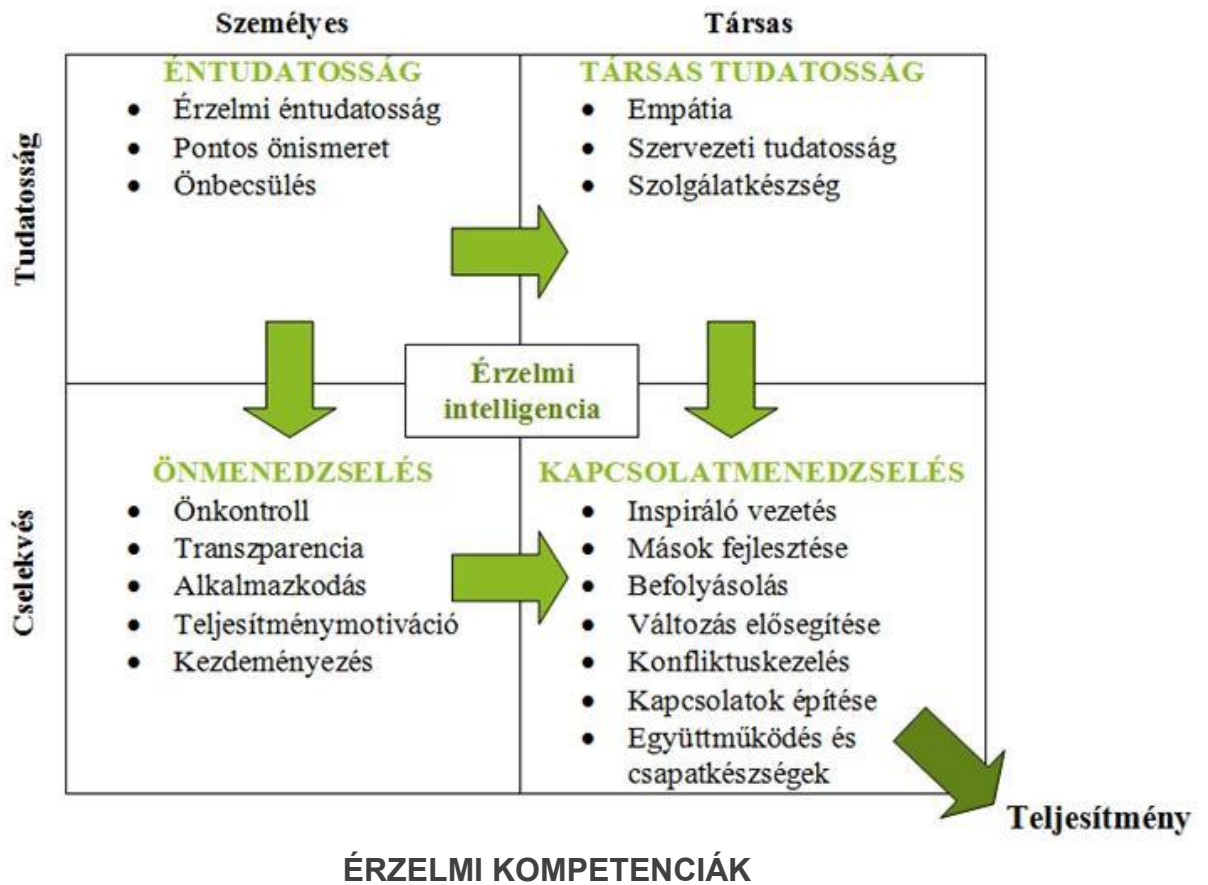 Személyes
Társas
Tudatosság
ÉNTUDATOSSÁG
• Érzelmi éntudatosság
• Pontos önismeret
• Önbecsülés
TÁRSAS TUDATOSSÁG
• Empátia
• Szervezeti tudatosság
• Szolgálatkészség
Érzelmi
intelligencia
Cselekvés
ÖNMENEDZSELÉS
• Önkontroll
• Transzparencia
• Alkalmazkodás
• Teljesítménymotiváció
• Kezdeményezés
KAPCSOLATMENEDZSELÉS
• Inspiráló vezetés
• Mások fejlesztése
• Befolyásolás
• Változás elősegítése
• Konfliktuskezelés
• Kapcsolatok építése
• Együttműködés és
csapatkészségek
Teljesítmény
ÉRZELMI KOMPETENCIÁK